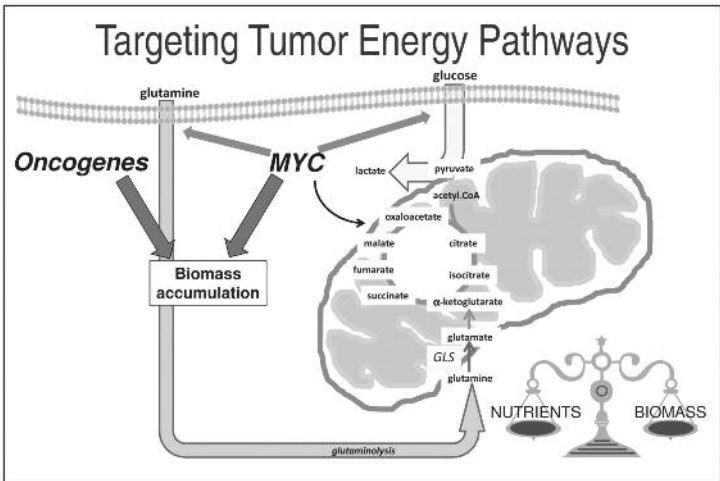 Targeting Tumor Energy Pathways
glutamine
glucose
Oncogenes
MYC
lactate
pyruvate
acetyl.CoA
oxaloacetate
malate
citrate
fumarate
isocitrate
succinate
α-ketoglutarate
Biomass
accumulation
glutamate
GLS
glutamine
NUTRIENTS
BIOMASS
glutaminolysis